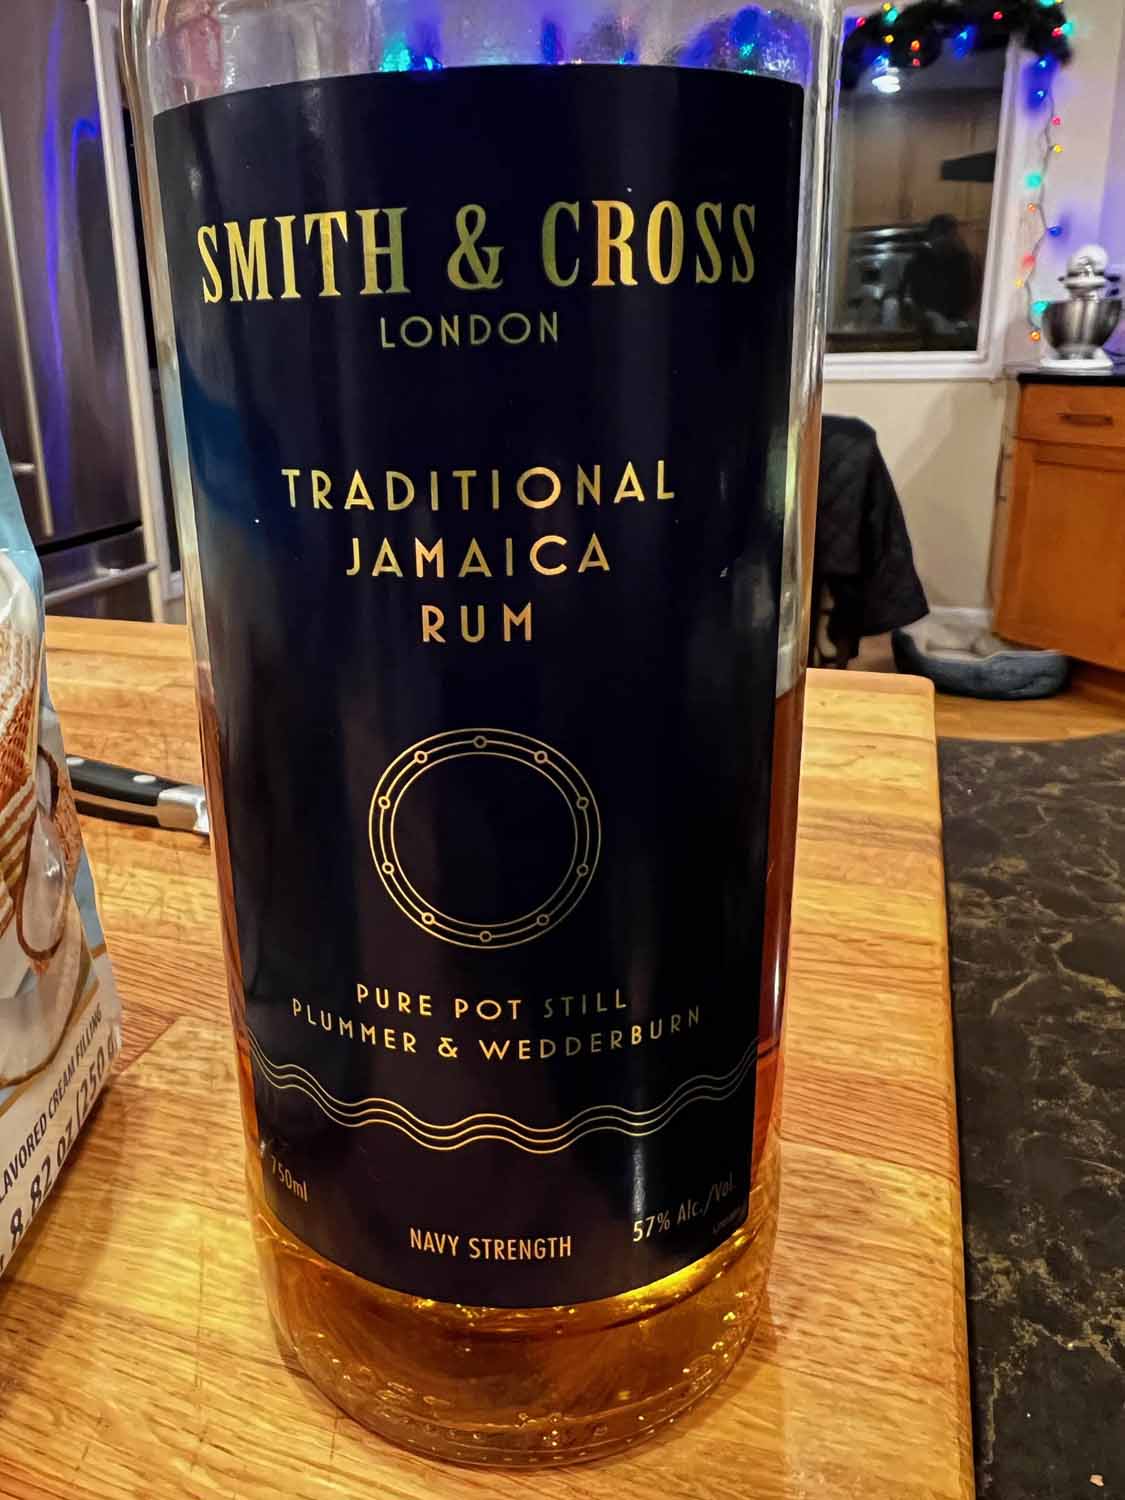 SMITH & CROSS
LONDON
TRADITIONAL
JAMAICA
RUM
PURE POT STILL
PLUMMER & WEDDERBURN
750ml
NAVY STRENGTH
57% Alc./Vol.
LAVORED CREAM FILLING
8.82 oz (250 g)